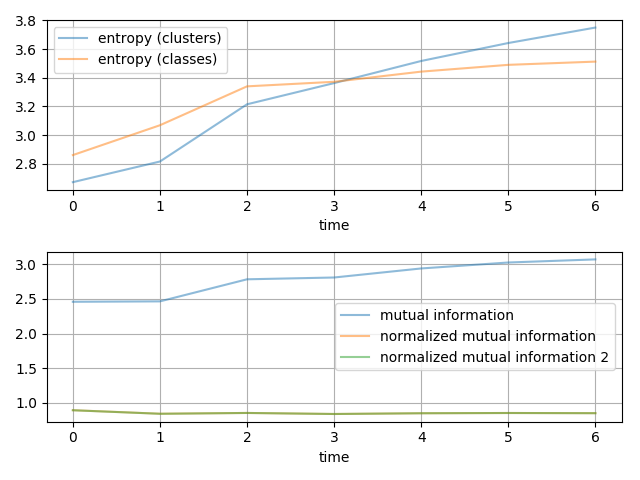 3.8
3.6
3.4
3.2
3.0
2.8
entropy (clusters)
entropy (classes)
0 1 2 3 4 5 6
time
3.0
2.5
2.0
1.5
1.0
mutual information
normalized mutual information
normalized mutual information 2
0 1 2 3 4 5 6
time